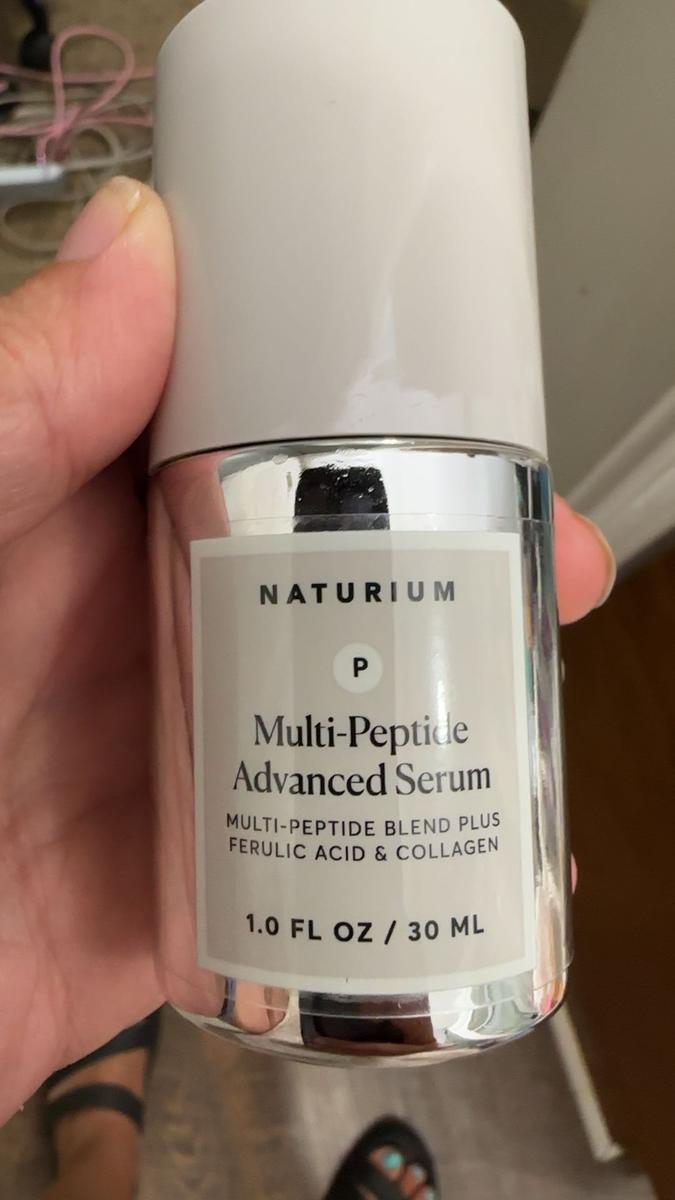 NATURIUM
P
Multi-Peptide
Advanced Serum
MULTI-PEPTIDE BLEND PLUS
FERULIC ACID & COLLAGEN
1.0 FL OZ / 30 ML